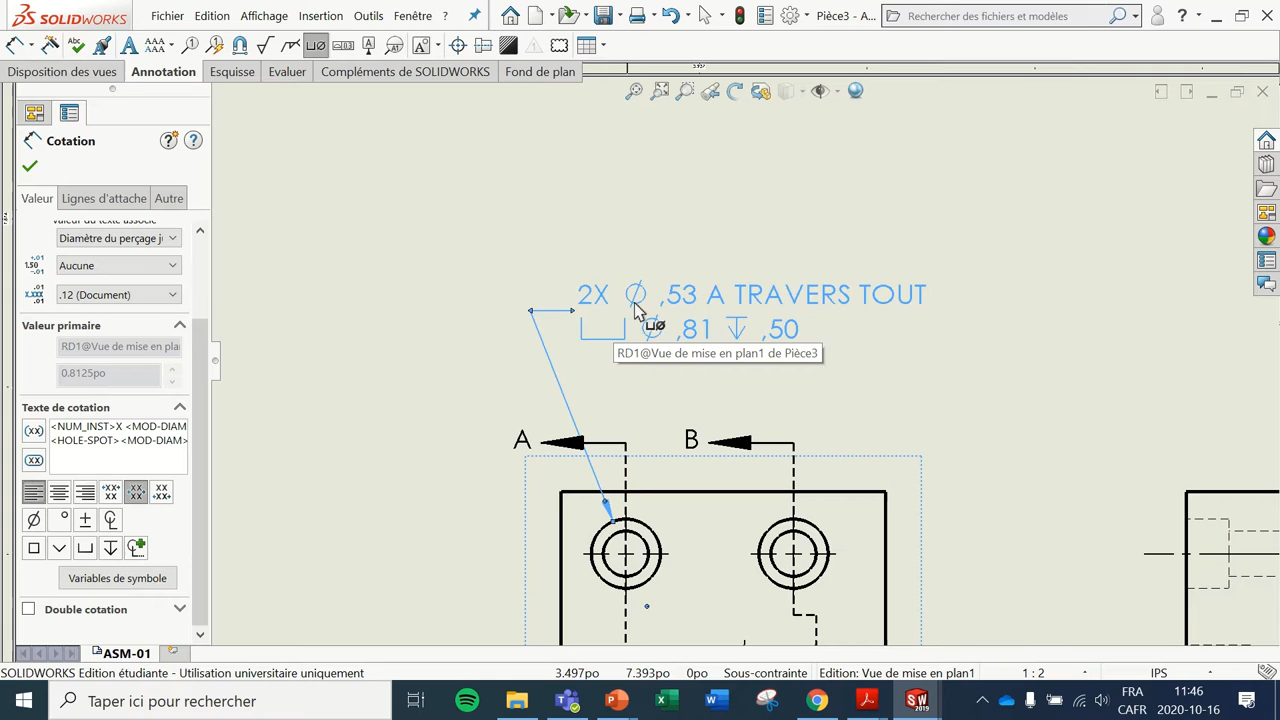 SOLIDWORKS
Fichier Edition Affichage Insertion Outils Fenêtre ?
Pièce3 - A...
Rechercher des fichiers et modèles
?
Disposition des vues Annotation Esquisse Evaluer Compléments de SOLIDWORKS Fond de plan
Cotation
Valeur Lignes d'attache Autre
Valeur du texte associé
Diamètre du perçage j
Aucune
.12 (Document)
Valeur primaire
RD1@Vue de mise en plan
0.8125po
Texte de cotation
<NUM_INST>X <MOD-DIAM
<HOLE-SPOT><MOD-DIAM>
Variables de symbole
Double cotation
2X ∅ ,53 A TRAVERS TOUT
⌴ ∅ ,81 ↧ ,50
RD1@Vue de mise en plan1 de Pièce3
A B
ASM-01
SOLIDWORKS Edition étudiante - Utilisation universitaire uniquement
3.497po 7.393po 0po Sous-contrainte Edition: Vue de mise en plan1 1 : 2 IPS
Taper ici pour rechercher
FRA
CAFR
11:46
2020-10-16